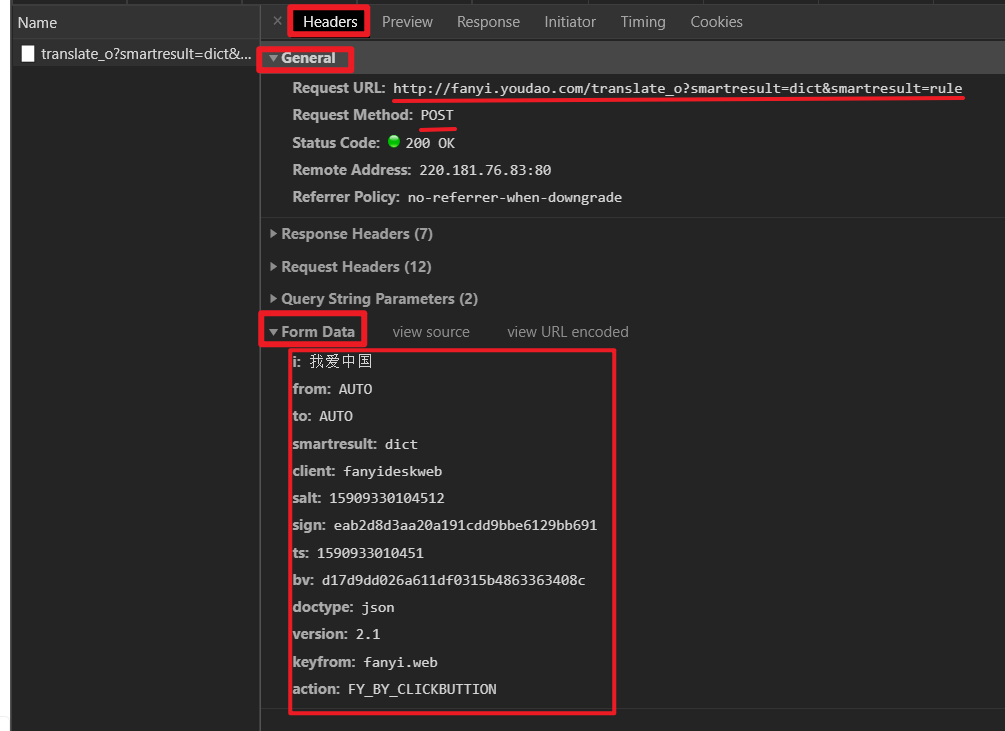 Name
translate_o?smartresult=dict&...
× Headers Preview Response Initiator Timing Cookies
General
Request URL: http://fanyi.youdao.com/translate_o?smartresult=dict&smartresult=rule
Request Method: POST
Status Code: 200 OK
Remote Address: 220.181.76.83:80
Referrer Policy: no-referrer-when-downgrade
Response Headers (7)
Request Headers (12)
Query String Parameters (2)
Form Data view source view URL encoded
i: 我爱中国
from: AUTO
to: AUTO
smartresult: dict
client: fanyideskweb
salt: 15909330104512
sign: eab2d8d3aa20a191cdd9bbe6129bb691
ts: 1590933010451
bv: d17d9dd026a611df0315b4863363408c
doctype: json
version: 2.1
keyfrom: fanyi.web
action: FY_BY_CLICKBUTTION